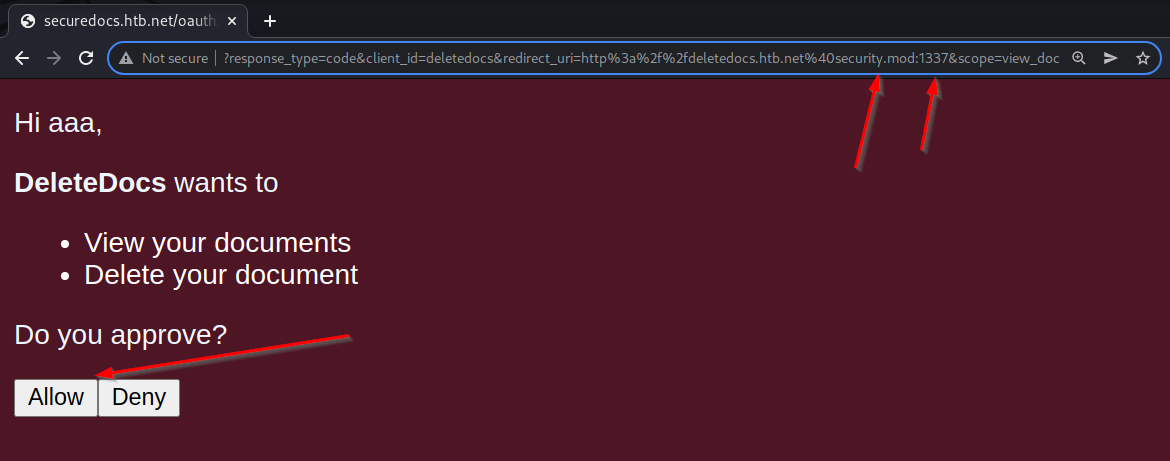 securedocs.htb.net/oauth
Not secure ?response_type=code&client_id=deletedocs&redirect_uri=http%3a%2f%2fdeletedocs.htb.net%40security.mod:1337&scope=view_doc
Hi aaa,
DeleteDocs wants to
• View your documents
• Delete your document
Do you approve?
Allow Deny